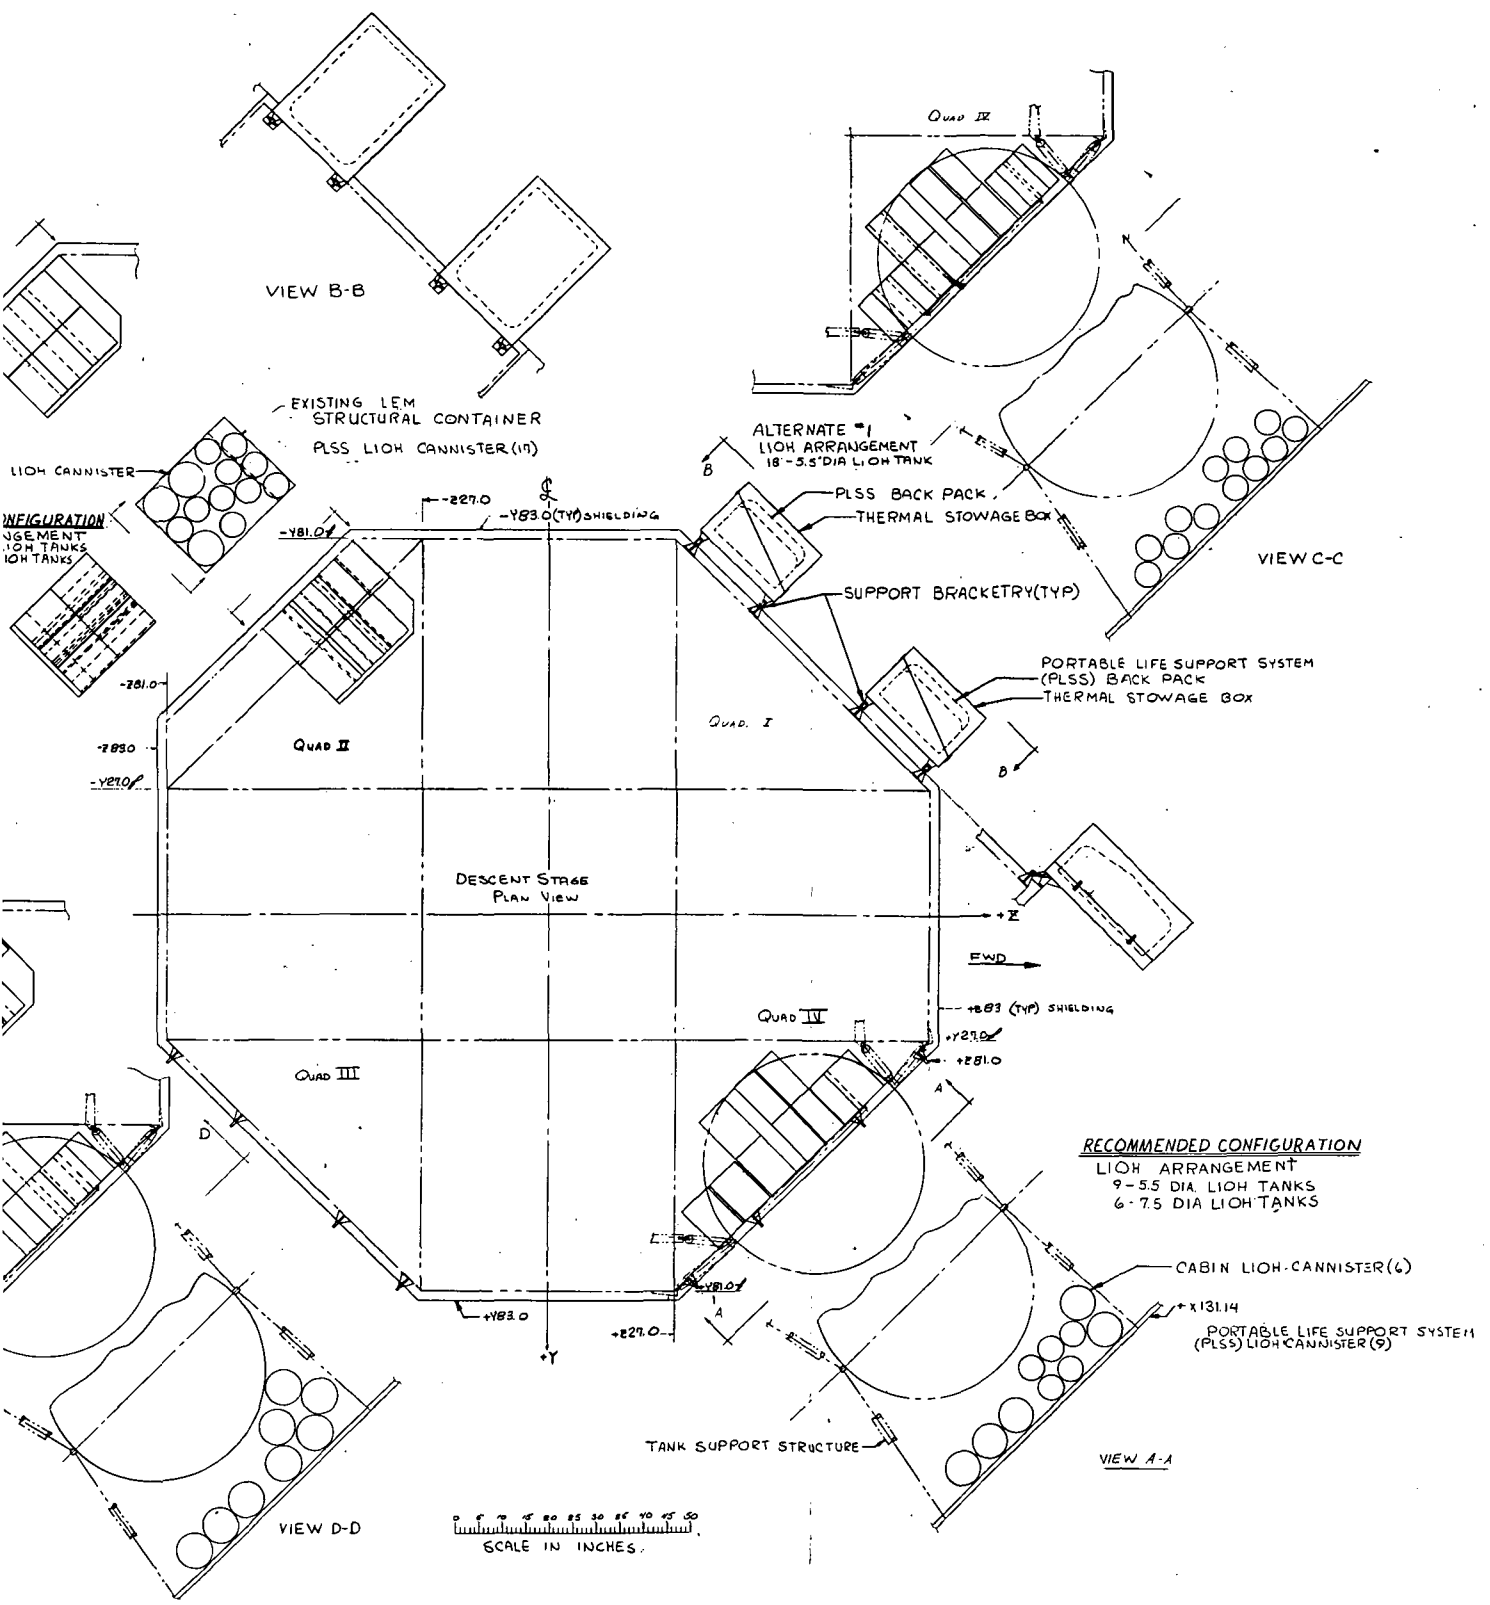 QUAD IV
VIEW B-B
EXISTING LEM
STRUCTURAL CONTAINER
PLSS LIOH CANNISTER (17)
LIOH CANNISTER
NFIGURATION
NGEMENT
LIOH TANKS
IOH TANKS
ALTERNATE #1
LIOH ARRANGEMENT
18-5.5"DIA LIOH TANK
VIEW C-C
B
PLSS BACK PACK
THERMAL STOWAGE BOX
-Z27.0
-Y83.0 (TYP) SHIELDING
-Y81.0
SUPPORT BRACKETRY (TYP)
PORTABLE LIFE SUPPORT SYSTEM
(PLSS) BACK PACK
THERMAL STOWAGE BOX
-Z81.0
QUAD. I
QUAD II
-Z83.0
-Y27.0
B
DESCENT STAGE
PLAN VIEW
+Z
FWD
+Z83 (TYP) SHIELDING
QUAD IV
+Y27.0
+Z81.0
QUAD III
A
D
RECOMMENDED CONFIGURATION
LIOH ARRANGEMENT
9-5.5 DIA. LIOH TANKS
6-7.5 DIA LIOH TANKS
CABIN LIOH-CANNISTER (6)
+Y81.0
A
+X131.14
+Y83.0
+Z27.0
PORTABLE LIFE SUPPORT SYSTEM
(PLSS) LIOH CANNISTER (9)
+Y
TANK SUPPORT STRUCTURE
VIEW A-A
VIEW D-D
0 5 10 15 20 25 30 35 40 45 50
SCALE IN INCHES.